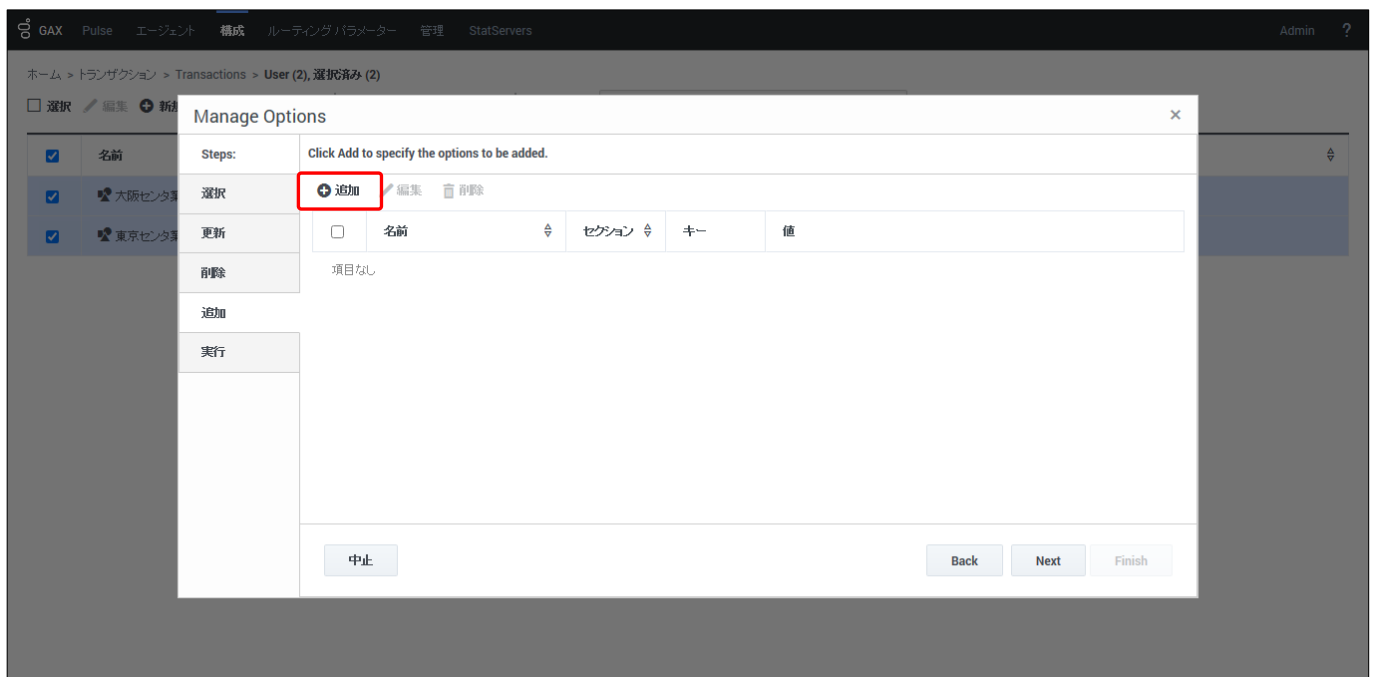 GAX Pulse エージェント 構成 ルーティング パラメーター 管理 StatServers Admin ?
ホーム > トランザクション > Transactions > User (2), 選択済み (2)
選択 編集
Manage Options ×
名前
Steps:
Click Add to specify the options to be added.
大阪センタ
選択
追加 編集 削除
東京センタ
更新
名前 セクション キー 値
削除
項目なし
追加
実行
中止 Back Next Finish